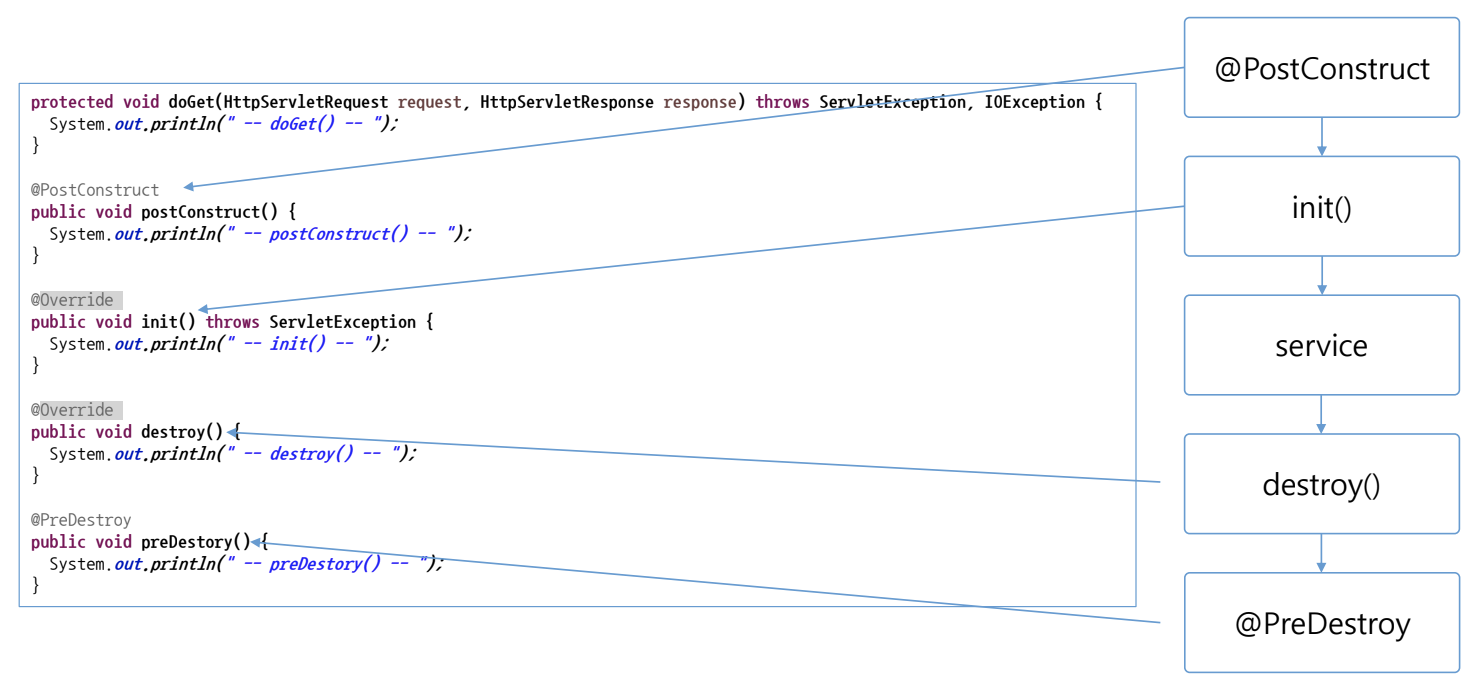 protected void doGet(HttpServletRequest request, HttpServletResponse response) throws ServletException, IOException {
  System.out.println(" -- doGet() -- ");
}
@PostConstruct
public void postConstruct() {
  System.out.println(" -- postConstruct() -- ");
}
@Override
public void init() throws ServletException {
  System.out.println(" -- init() -- ");
}
@Override
public void destroy() {
  System.out.println(" -- destroy() -- ");
}
@PreDestroy
public void preDestory() {
  System.out.println(" -- preDestory() -- ");
}
@PostConstruct
init()
service
destroy()
@PreDestroy